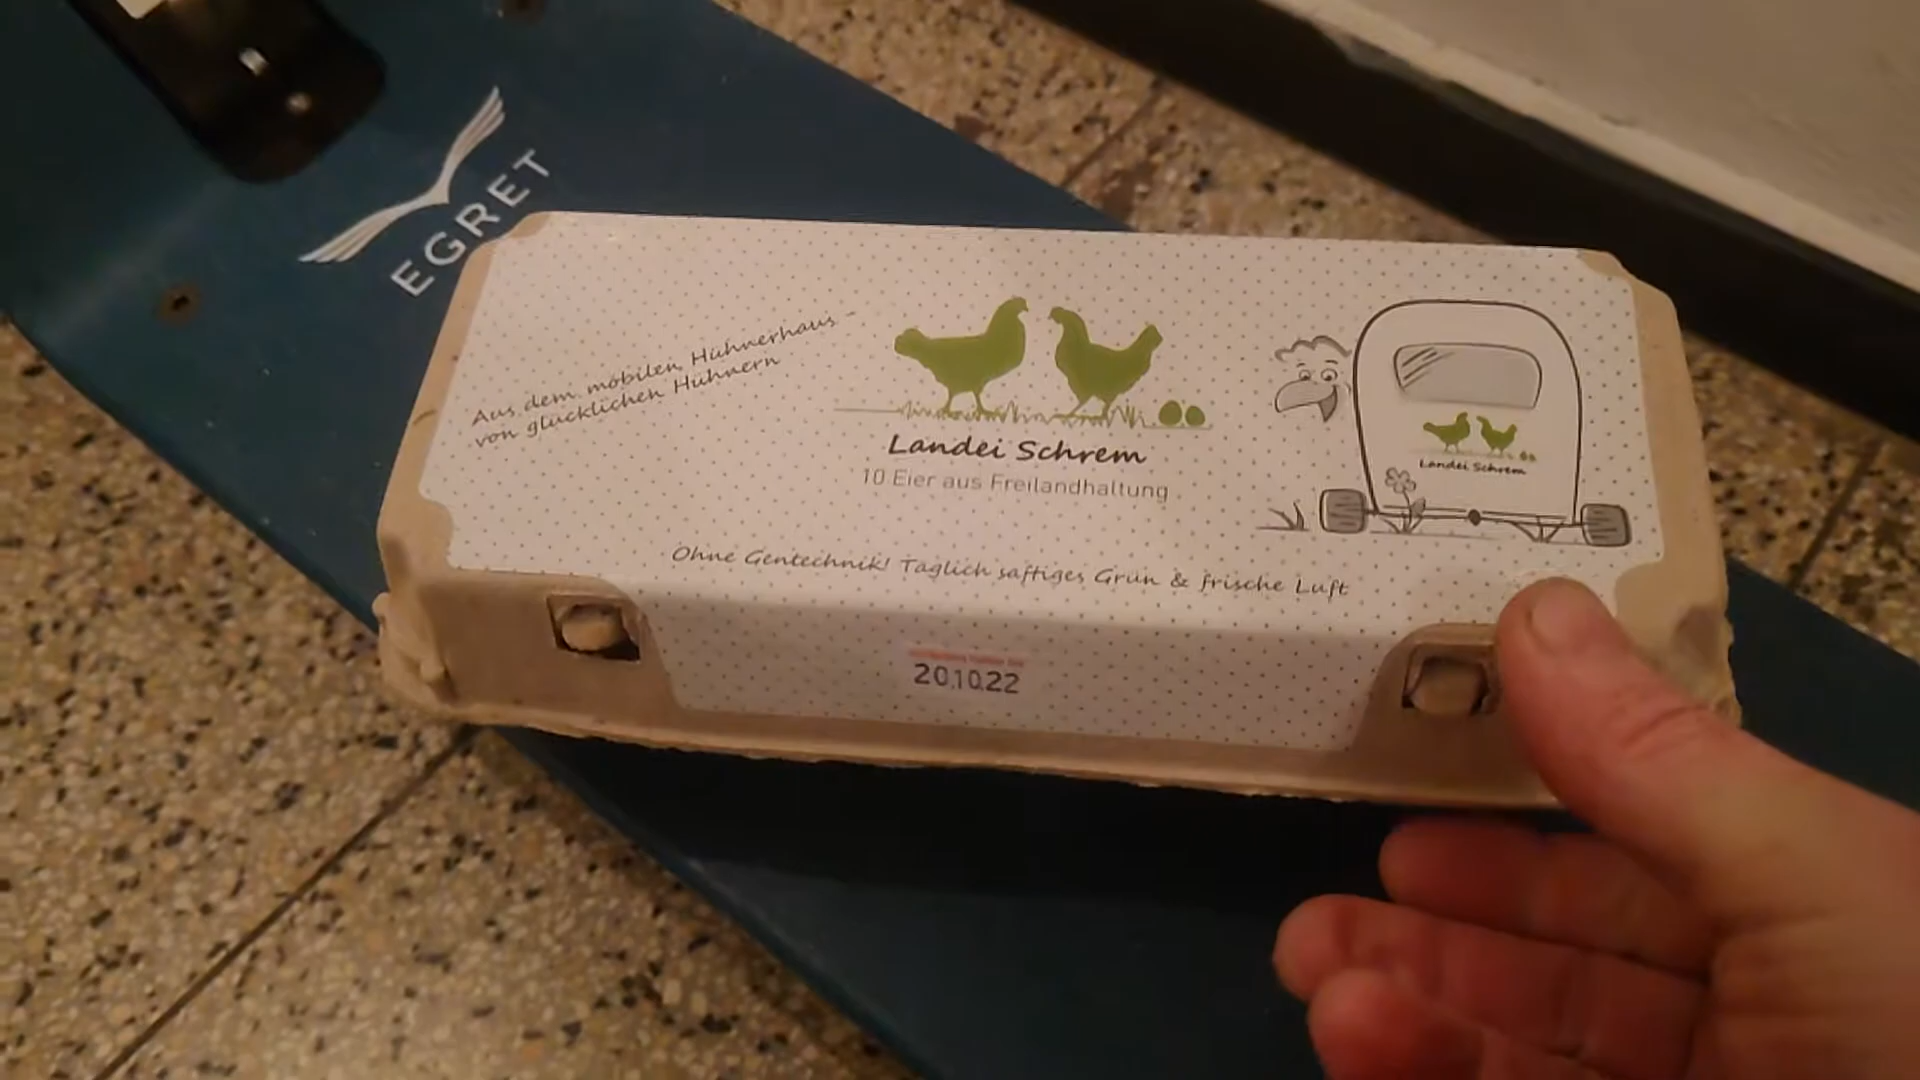 EGRET
Aus dem mobilen Hühnerhaus -
von glücklichen Hühnern
Landei Schrem
10 Eier aus Freilandhaltung
Landei Schrem
Ohne Gentechnik! Täglich saftiges Grün & frische Luft
20.10.22